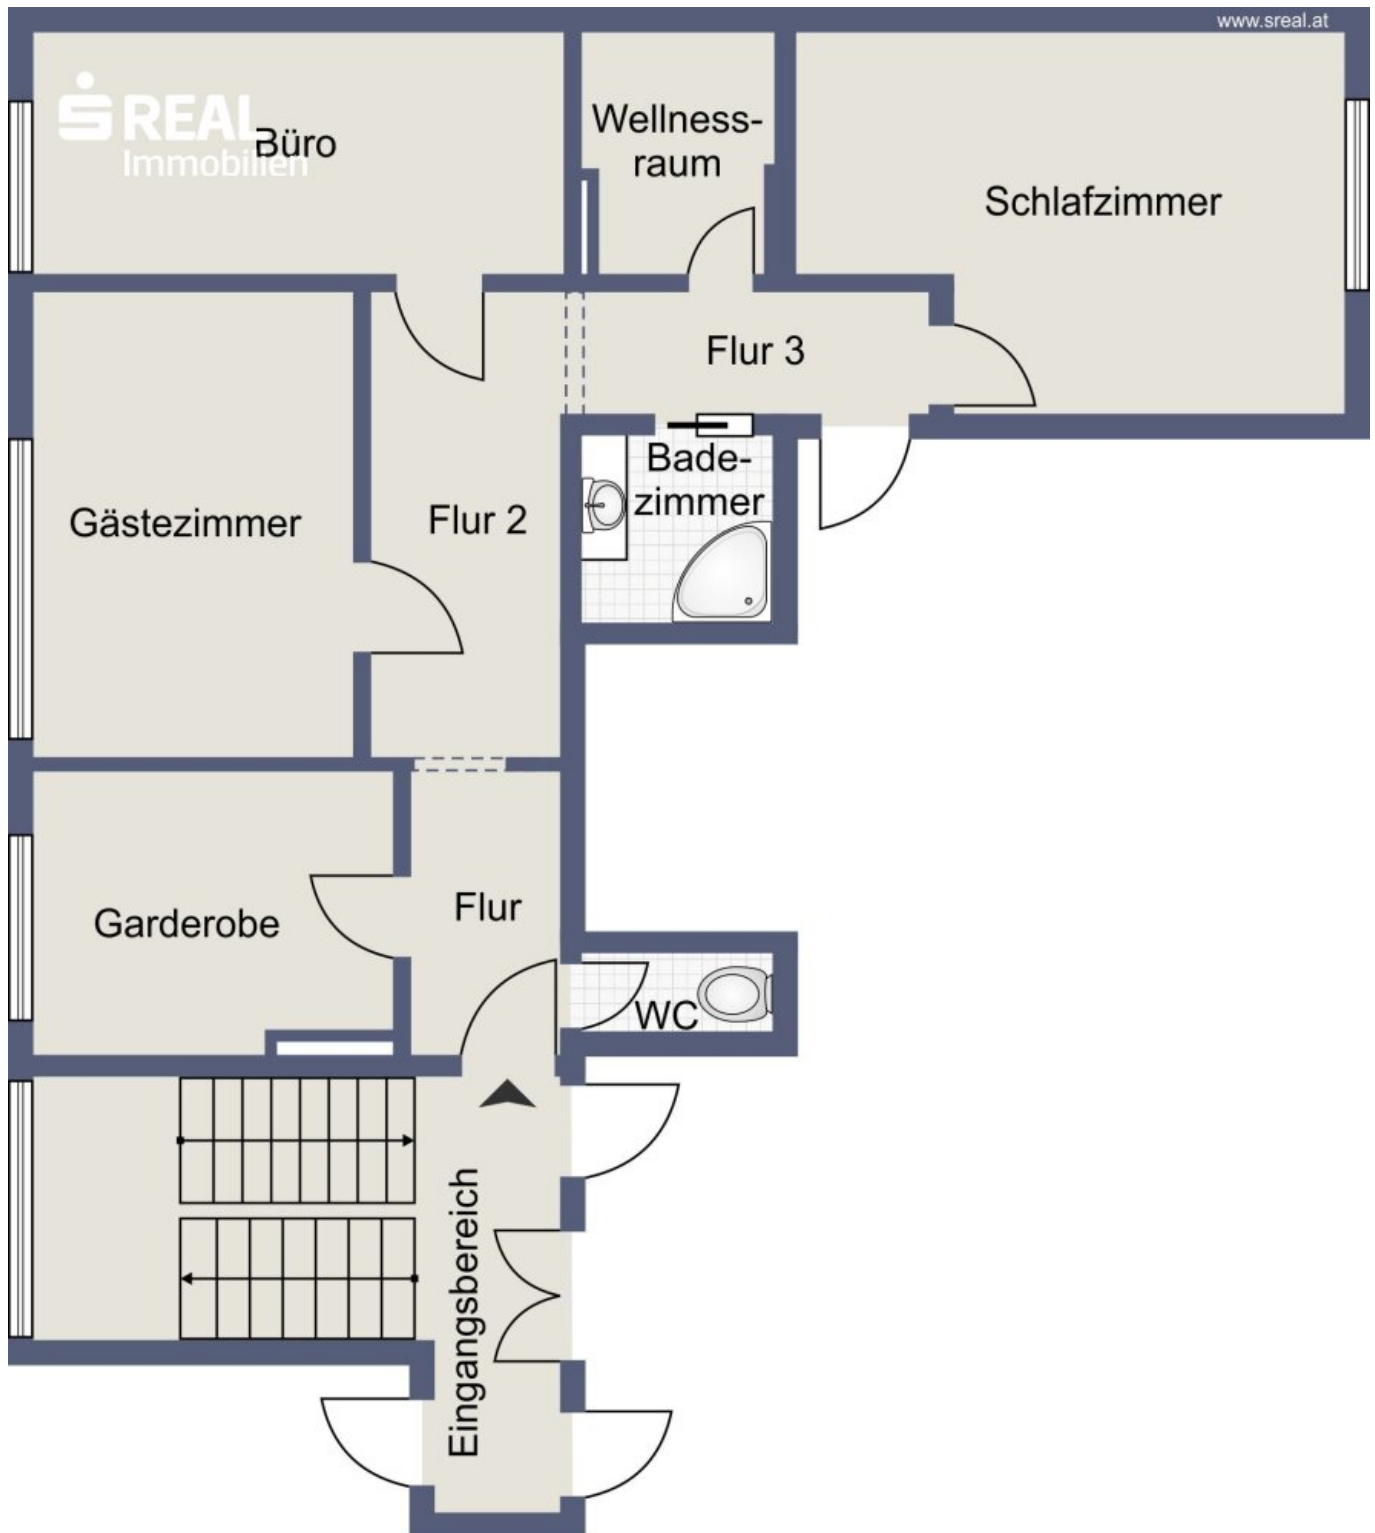 www.sreal.at
S REAL
Immobilien
Büro
Wellness-
raum
Schlafzimmer
Flur 3
Gästezimmer
Flur 2
Bade-
zimmer
Garderobe
Flur
WC
Eingangsbereich